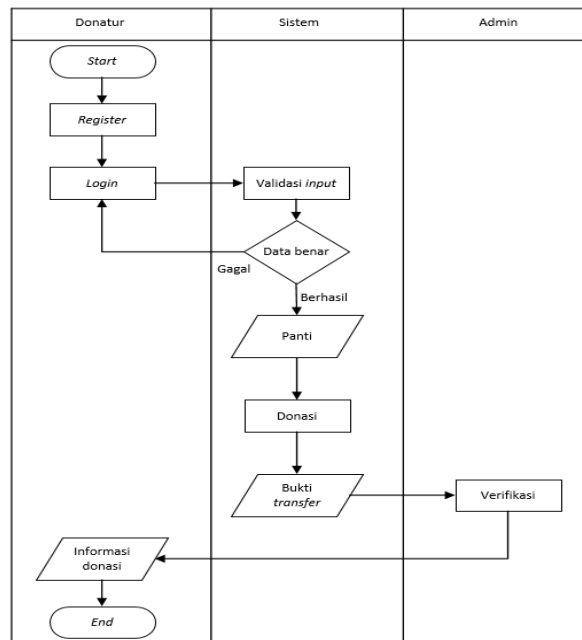 Donatur
Sistem
Admin
Start
Register
Login
Validasi input
Data benar
Gagal
Berhasil
Panti
Donasi
Bukti
transfer
Verifikasi
Informasi
donasi
End